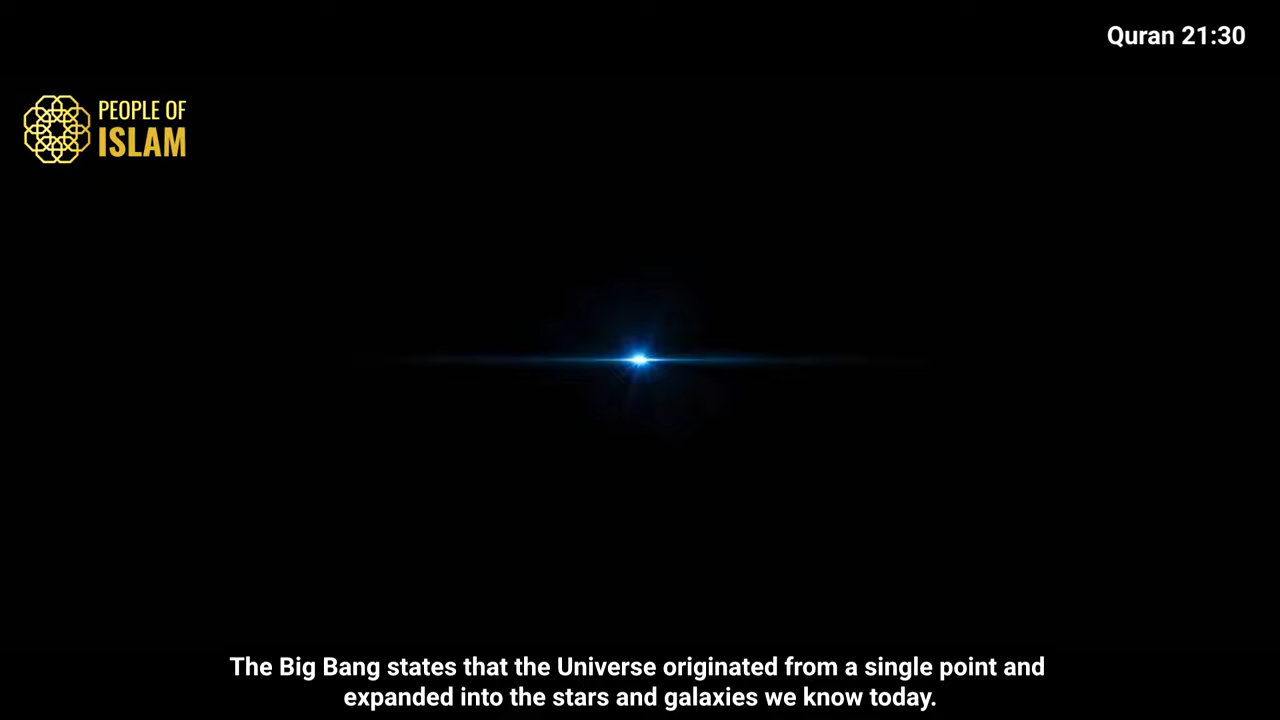 Quran 21:30
PEOPLE OF
ISLAM
The Big Bang states that the Universe originated from a single point and
expanded into the stars and galaxies we know today.